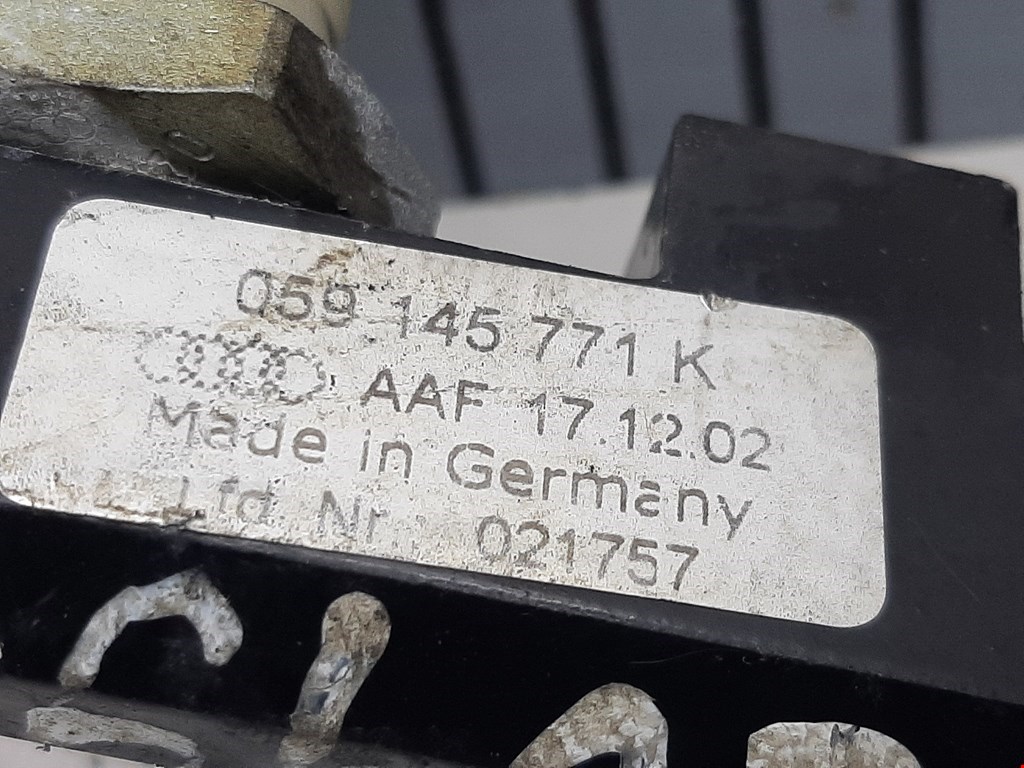 059 145 771 K
AAF 17.12.02
Made in Germany
Lfd. Nr. 021757